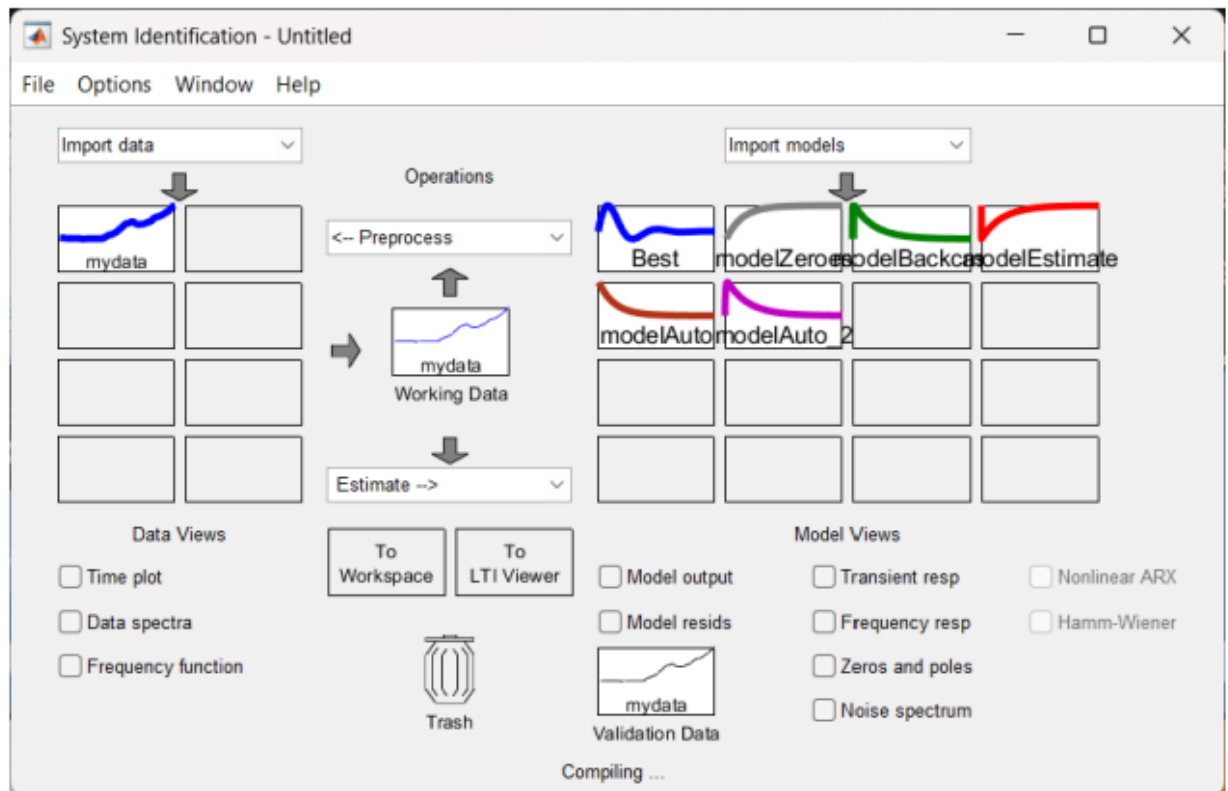 System Identification - Untitled
File Options Window Help
Import data
Import models
Operations
<-- Preprocess
mydata
Best
modelZeroes
modelBackcas
modelEstimate
modelAuto
modelAuto_2
mydata
Working Data
Estimate -->
Data Views
Model Views
To Workspace
To LTI Viewer
Time plot
Data spectra
Frequency function
Trash
Model output
Model resids
mydata
Validation Data
Transient resp
Frequency resp
Zeros and poles
Noise spectrum
Nonlinear ARX
Hamm-Wiener
Compiling ...